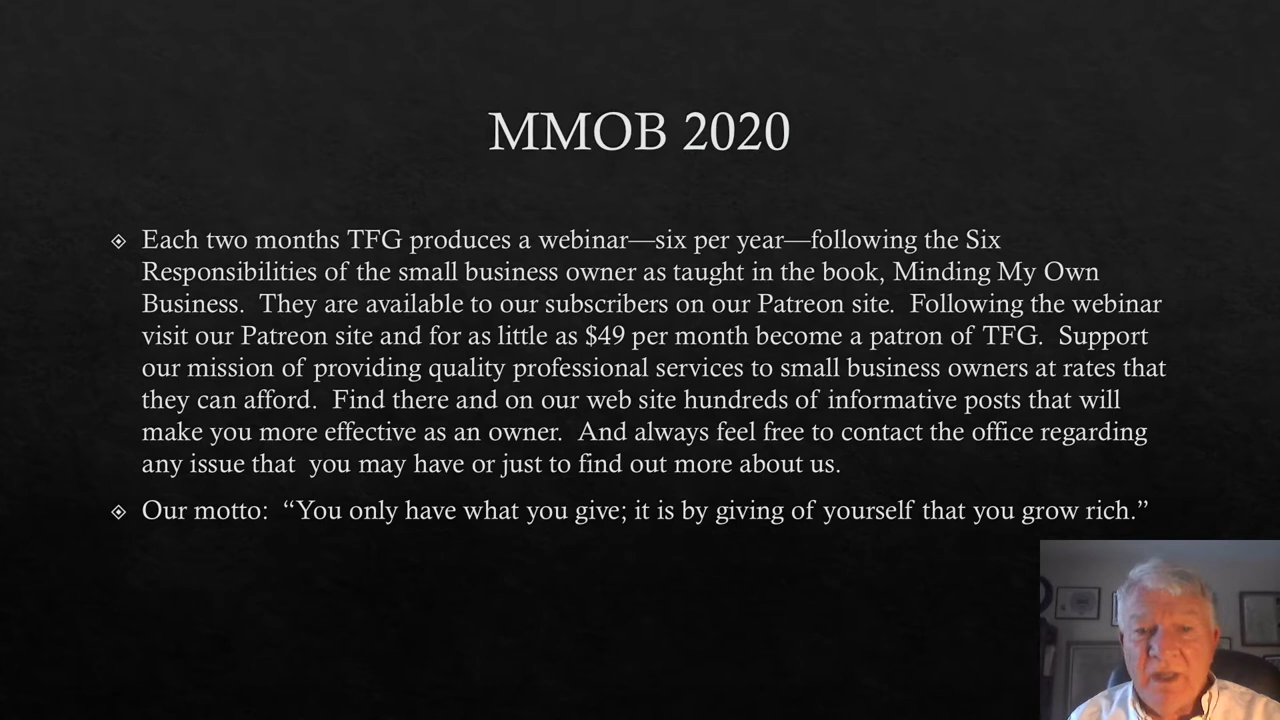 MMOB 2020
Each two months TFG produces a webinar—six per year—following the Six
Responsibilities of the small business owner as taught in the book, Minding My Own
Business.  They are available to our subscribers on our Patreon site.  Following the webinar
visit our Patreon site and for as little as $49 per month become a patron of TFG.  Support
our mission of providing quality professional services to small business owners at rates that
they can afford.  Find there and on our web site hundreds of informative posts that will
make you more effective as an owner.  And always feel free to contact the office regarding
any issue that  you may have or just to find out more about us.
Our motto:  “You only have what you give; it is by giving of yourself that you grow rich.”